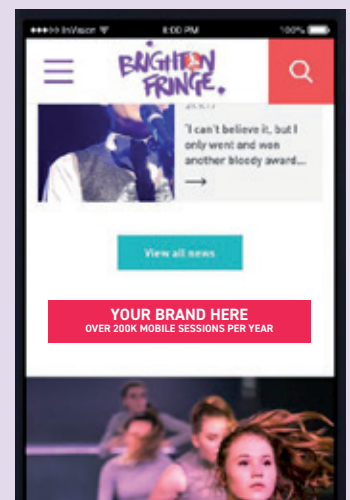 InVision
8:00 PM
100%
BRIGHTON
FRINGE.
"I can't believe it, but I
only went and won
another bloody award...
View all news
YOUR BRAND HERE
OVER 200K MOBILE SESSIONS PER YEAR